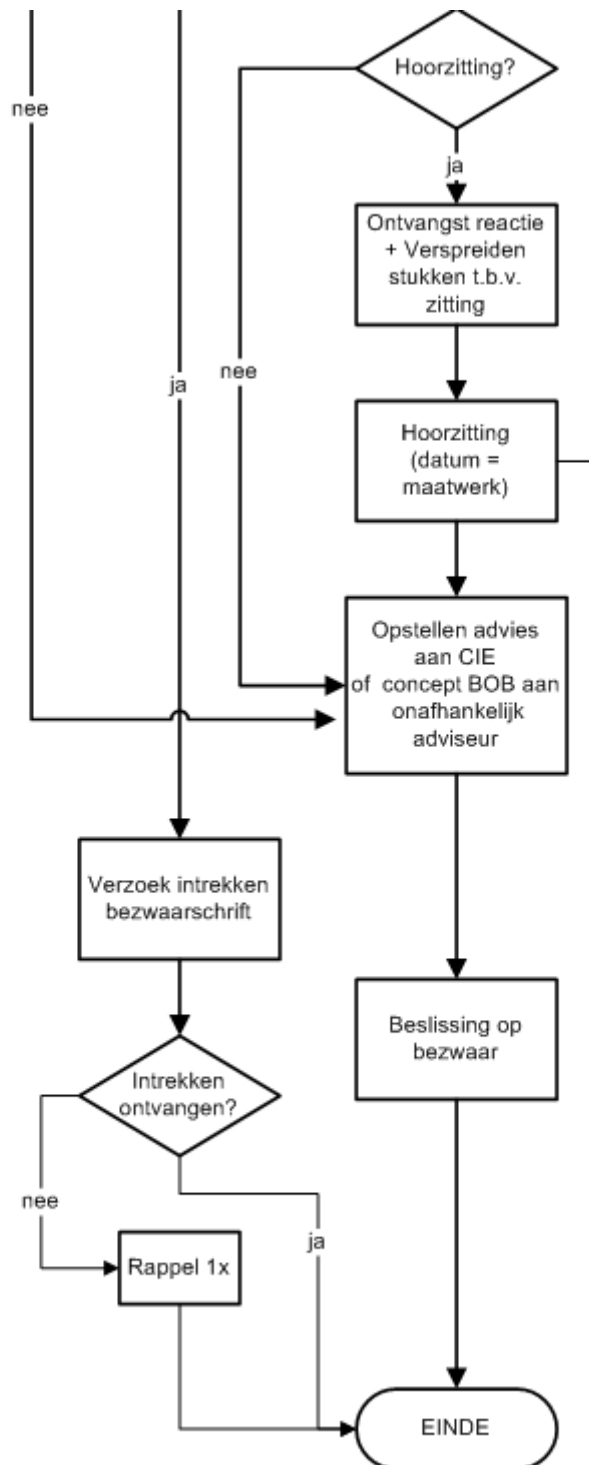 Hoorzitting?
nee
ja
Ontvangst reactie
+ Verspreiden
stukken t.b.v.
zitting
ja
nee
Hoorzitting
(datum =
maatwerk)
Opstellen advies
aan CIE
of concept BOB aan
onafhankelijk
adviseur
Verzoek intrekken
bezwaarschrift
Beslissing op
bezwaar
Intrekken
ontvangen?
nee
ja
Rappel 1x
EINDE